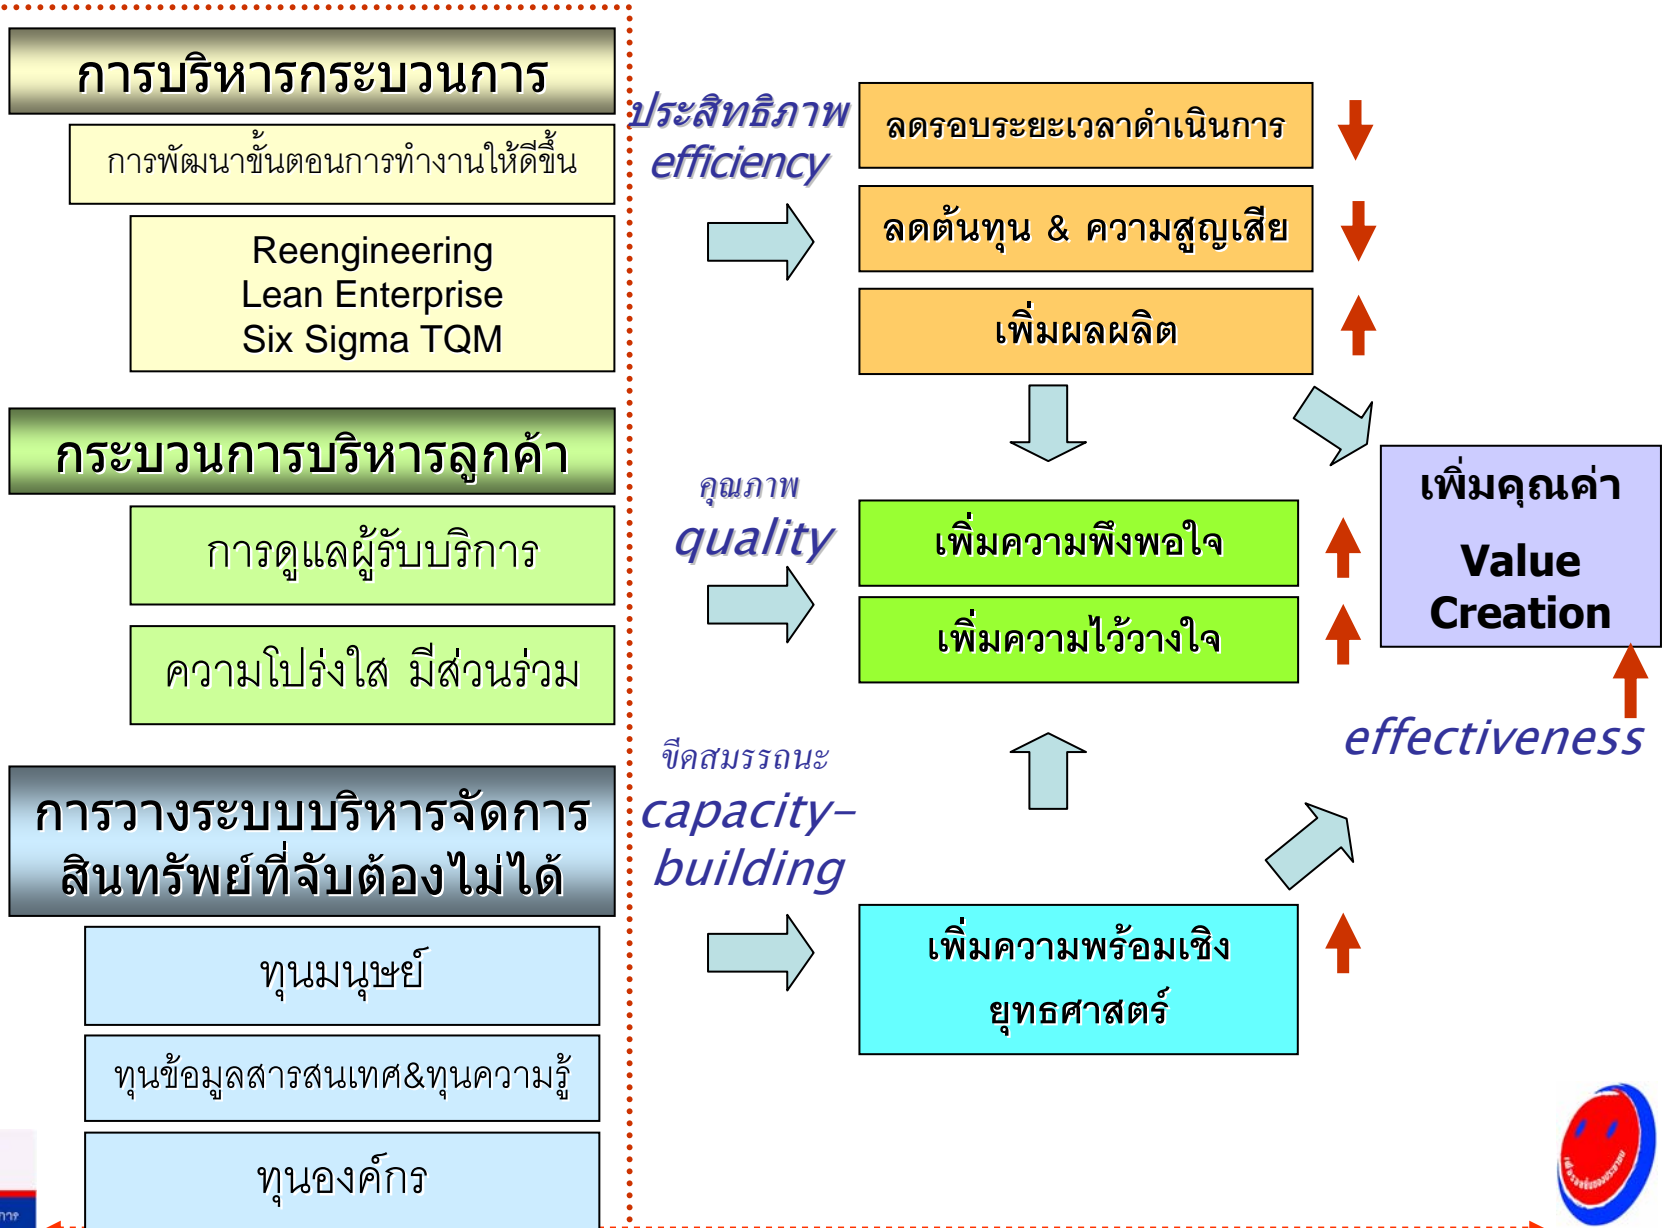 การบริหารกระบวนการ
การพัฒนาขั้นตอนการทำงานให้ดีขึ้น
Reengineering
Lean Enterprise
Six Sigma TQM
กระบวนการบริหารลูกค้า
การดูแลผู้รับบริการ
ความโปร่งใส มีส่วนร่วม
การวางระบบบริหารจัดการ
สินทรัพย์ที่จับต้องไม่ได้
ทุนมนุษย์
ทุนข้อมูลสารสนเทศ&ทุนความรู้
ทุนองค์กร
ประสิทธิภาพ
efficiency
คุณภาพ
quality
ขีดสมรรถนะ
capacity-
building
ลดรอบระยะเวลาดำเนินการ
ลดต้นทุน & ความสูญเสีย
เพิ่มผลผลิต
เพิ่มความพึงพอใจ
เพิ่มความไว้วางใจ
เพิ่มความพร้อมเชิง
ยุทธศาสตร์
เพิ่มคุณค่า
Value
Creation
effectiveness